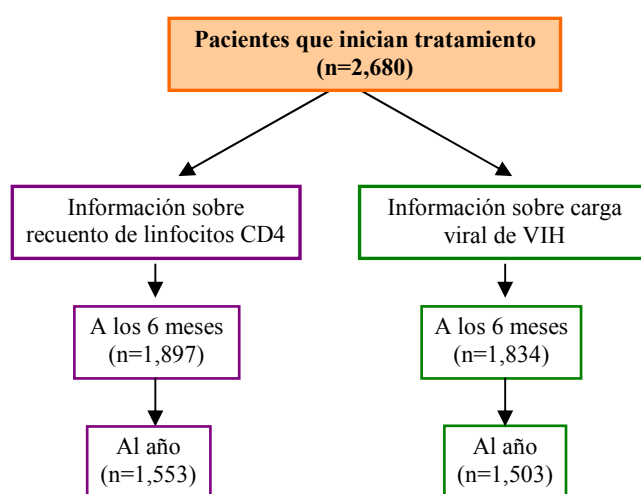 Pacientes que inician tratamiento
(n=2,680)
Información sobre
recuento de linfocitos CD4
Información sobre carga
viral de VIH
A los 6 meses
(n=1,897)
A los 6 meses
(n=1,834)
Al año
(n=1,553)
Al año
(n=1,503)